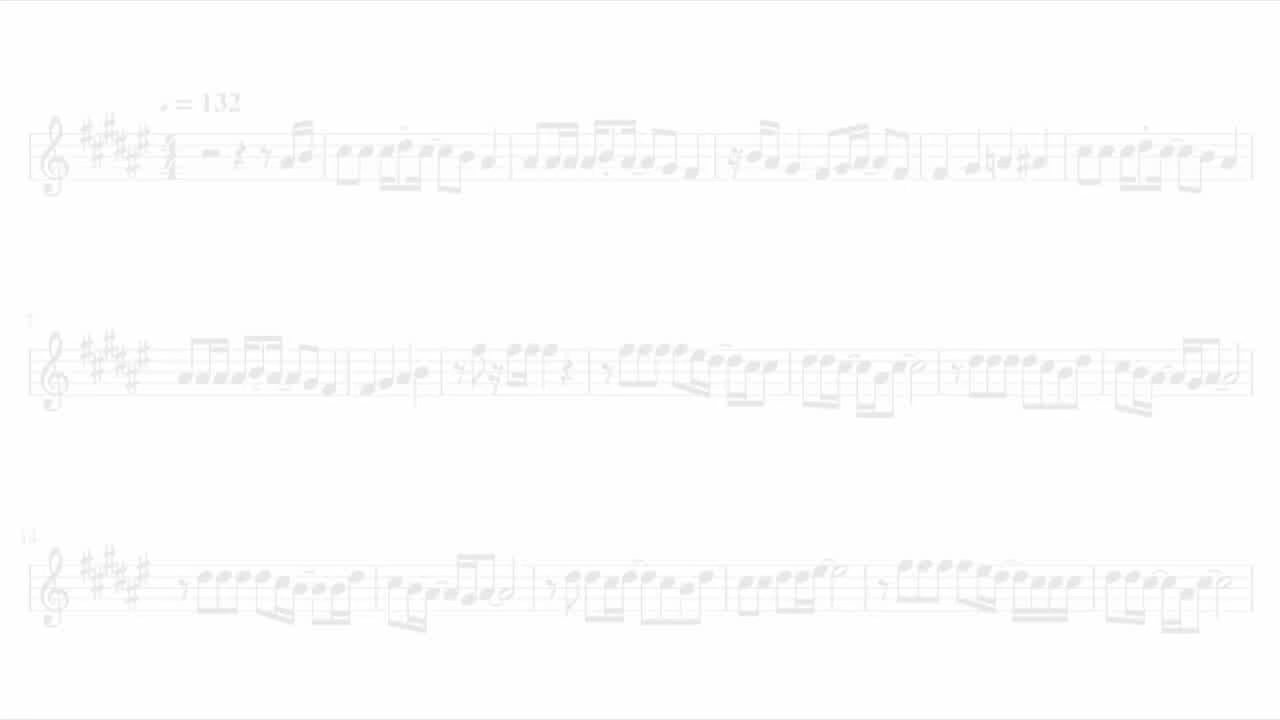 ♩ = 132
7
14